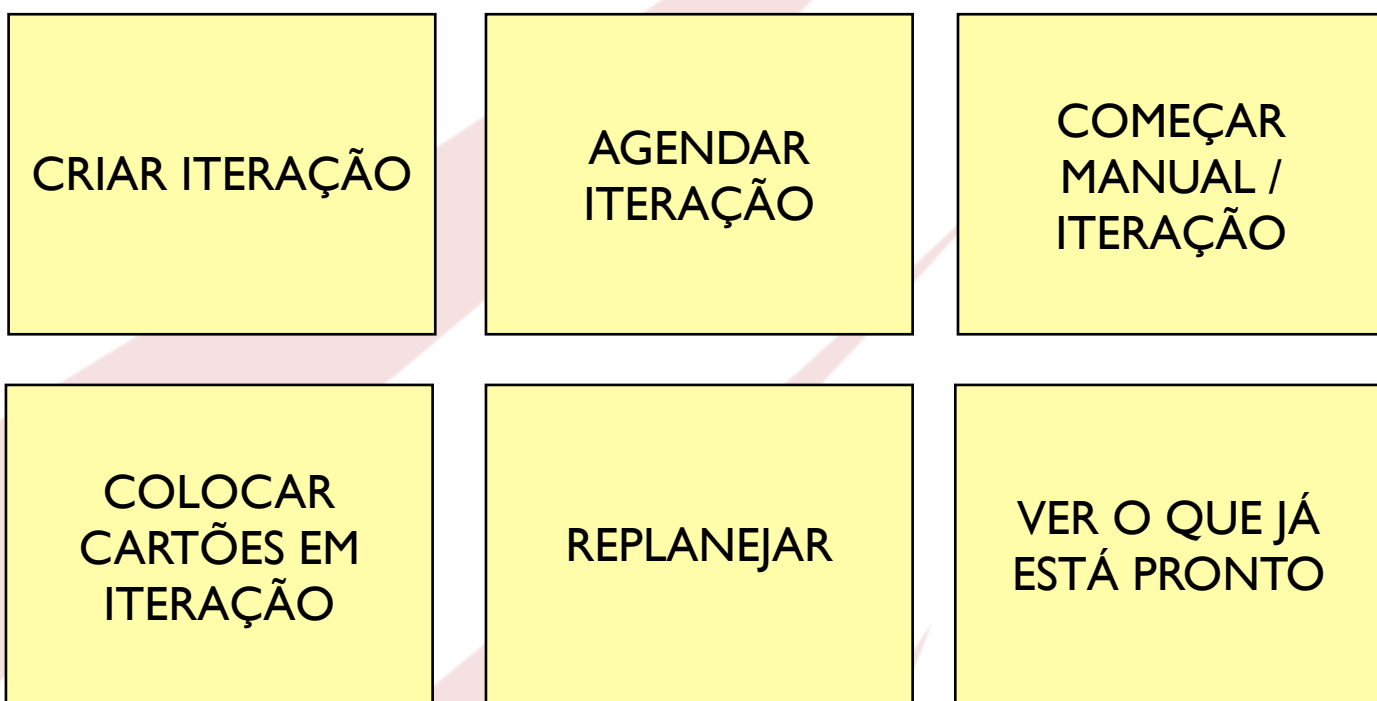 CRIAR ITERAÇÃO
AGENDAR
ITERAÇÃO
COMEÇAR
MANUAL /
ITERAÇÃO
COLOCAR
CARTÕES EM
ITERAÇÃO
REPLANEJAR
VER O QUE JÁ
ESTÁ PRONTO